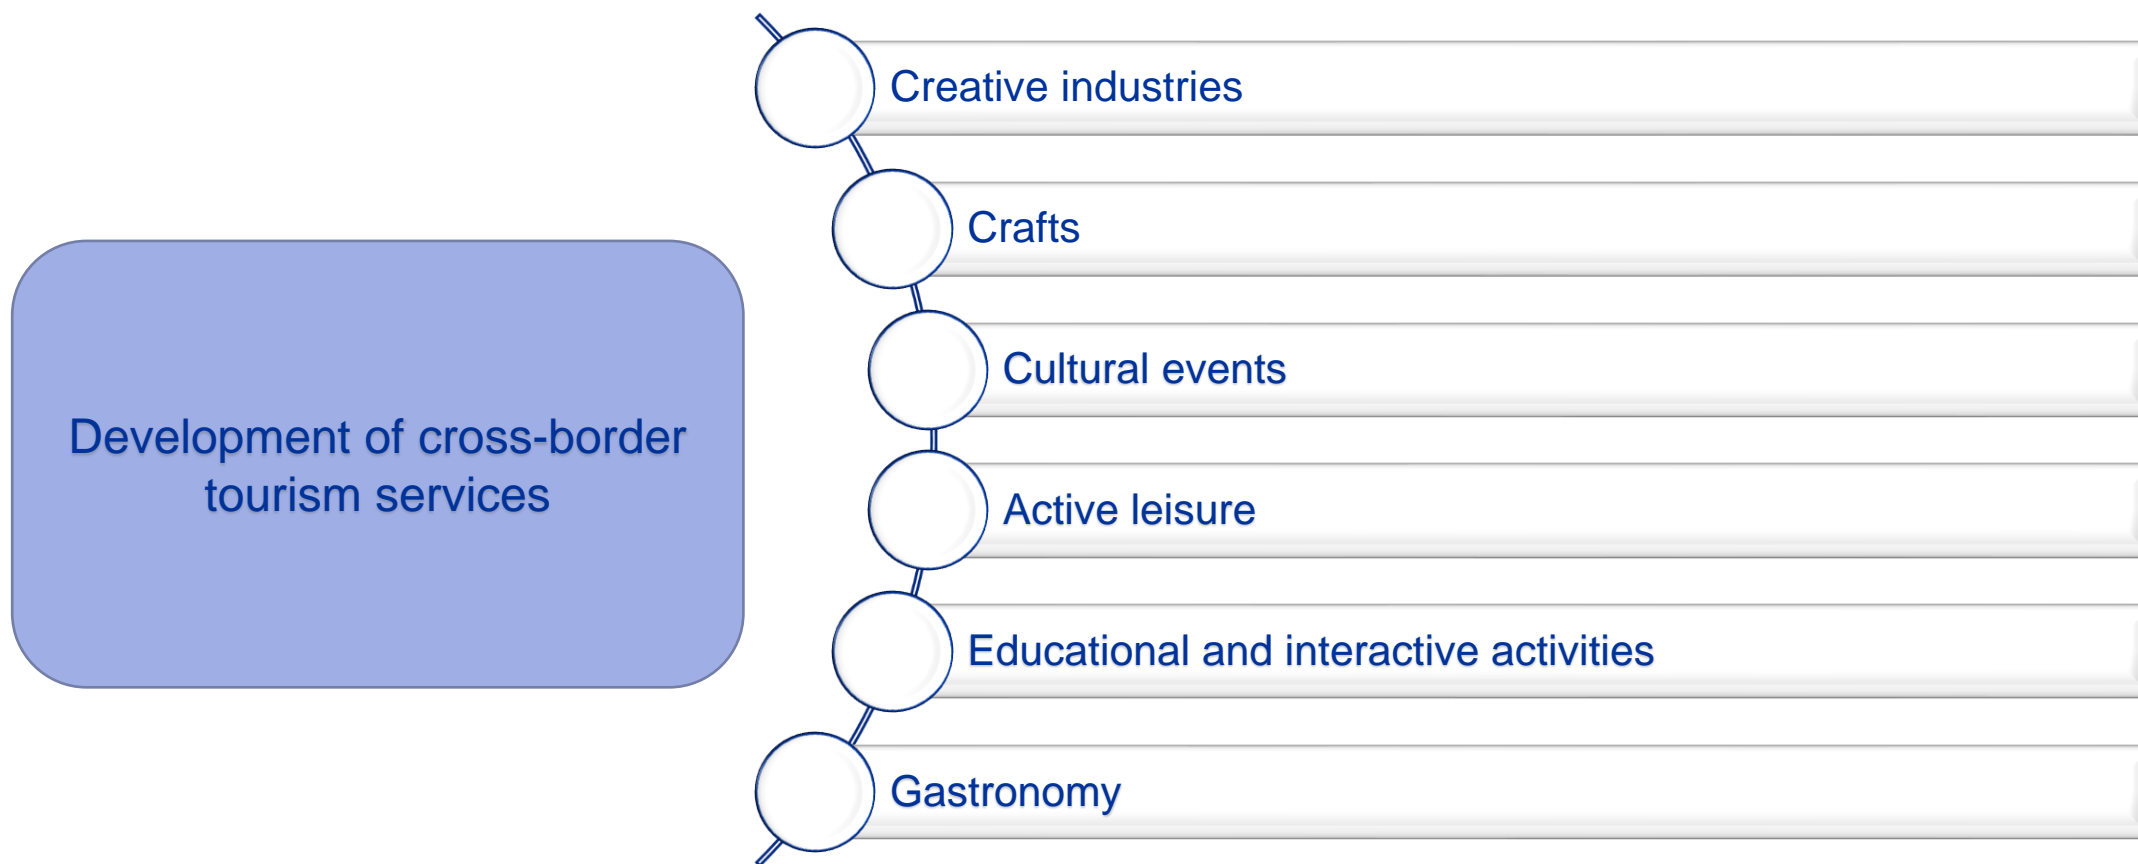 Development of cross-border
tourism services
Creative industries
Crafts
Cultural events
Active leisure
Educational and interactive activities
Gastronomy